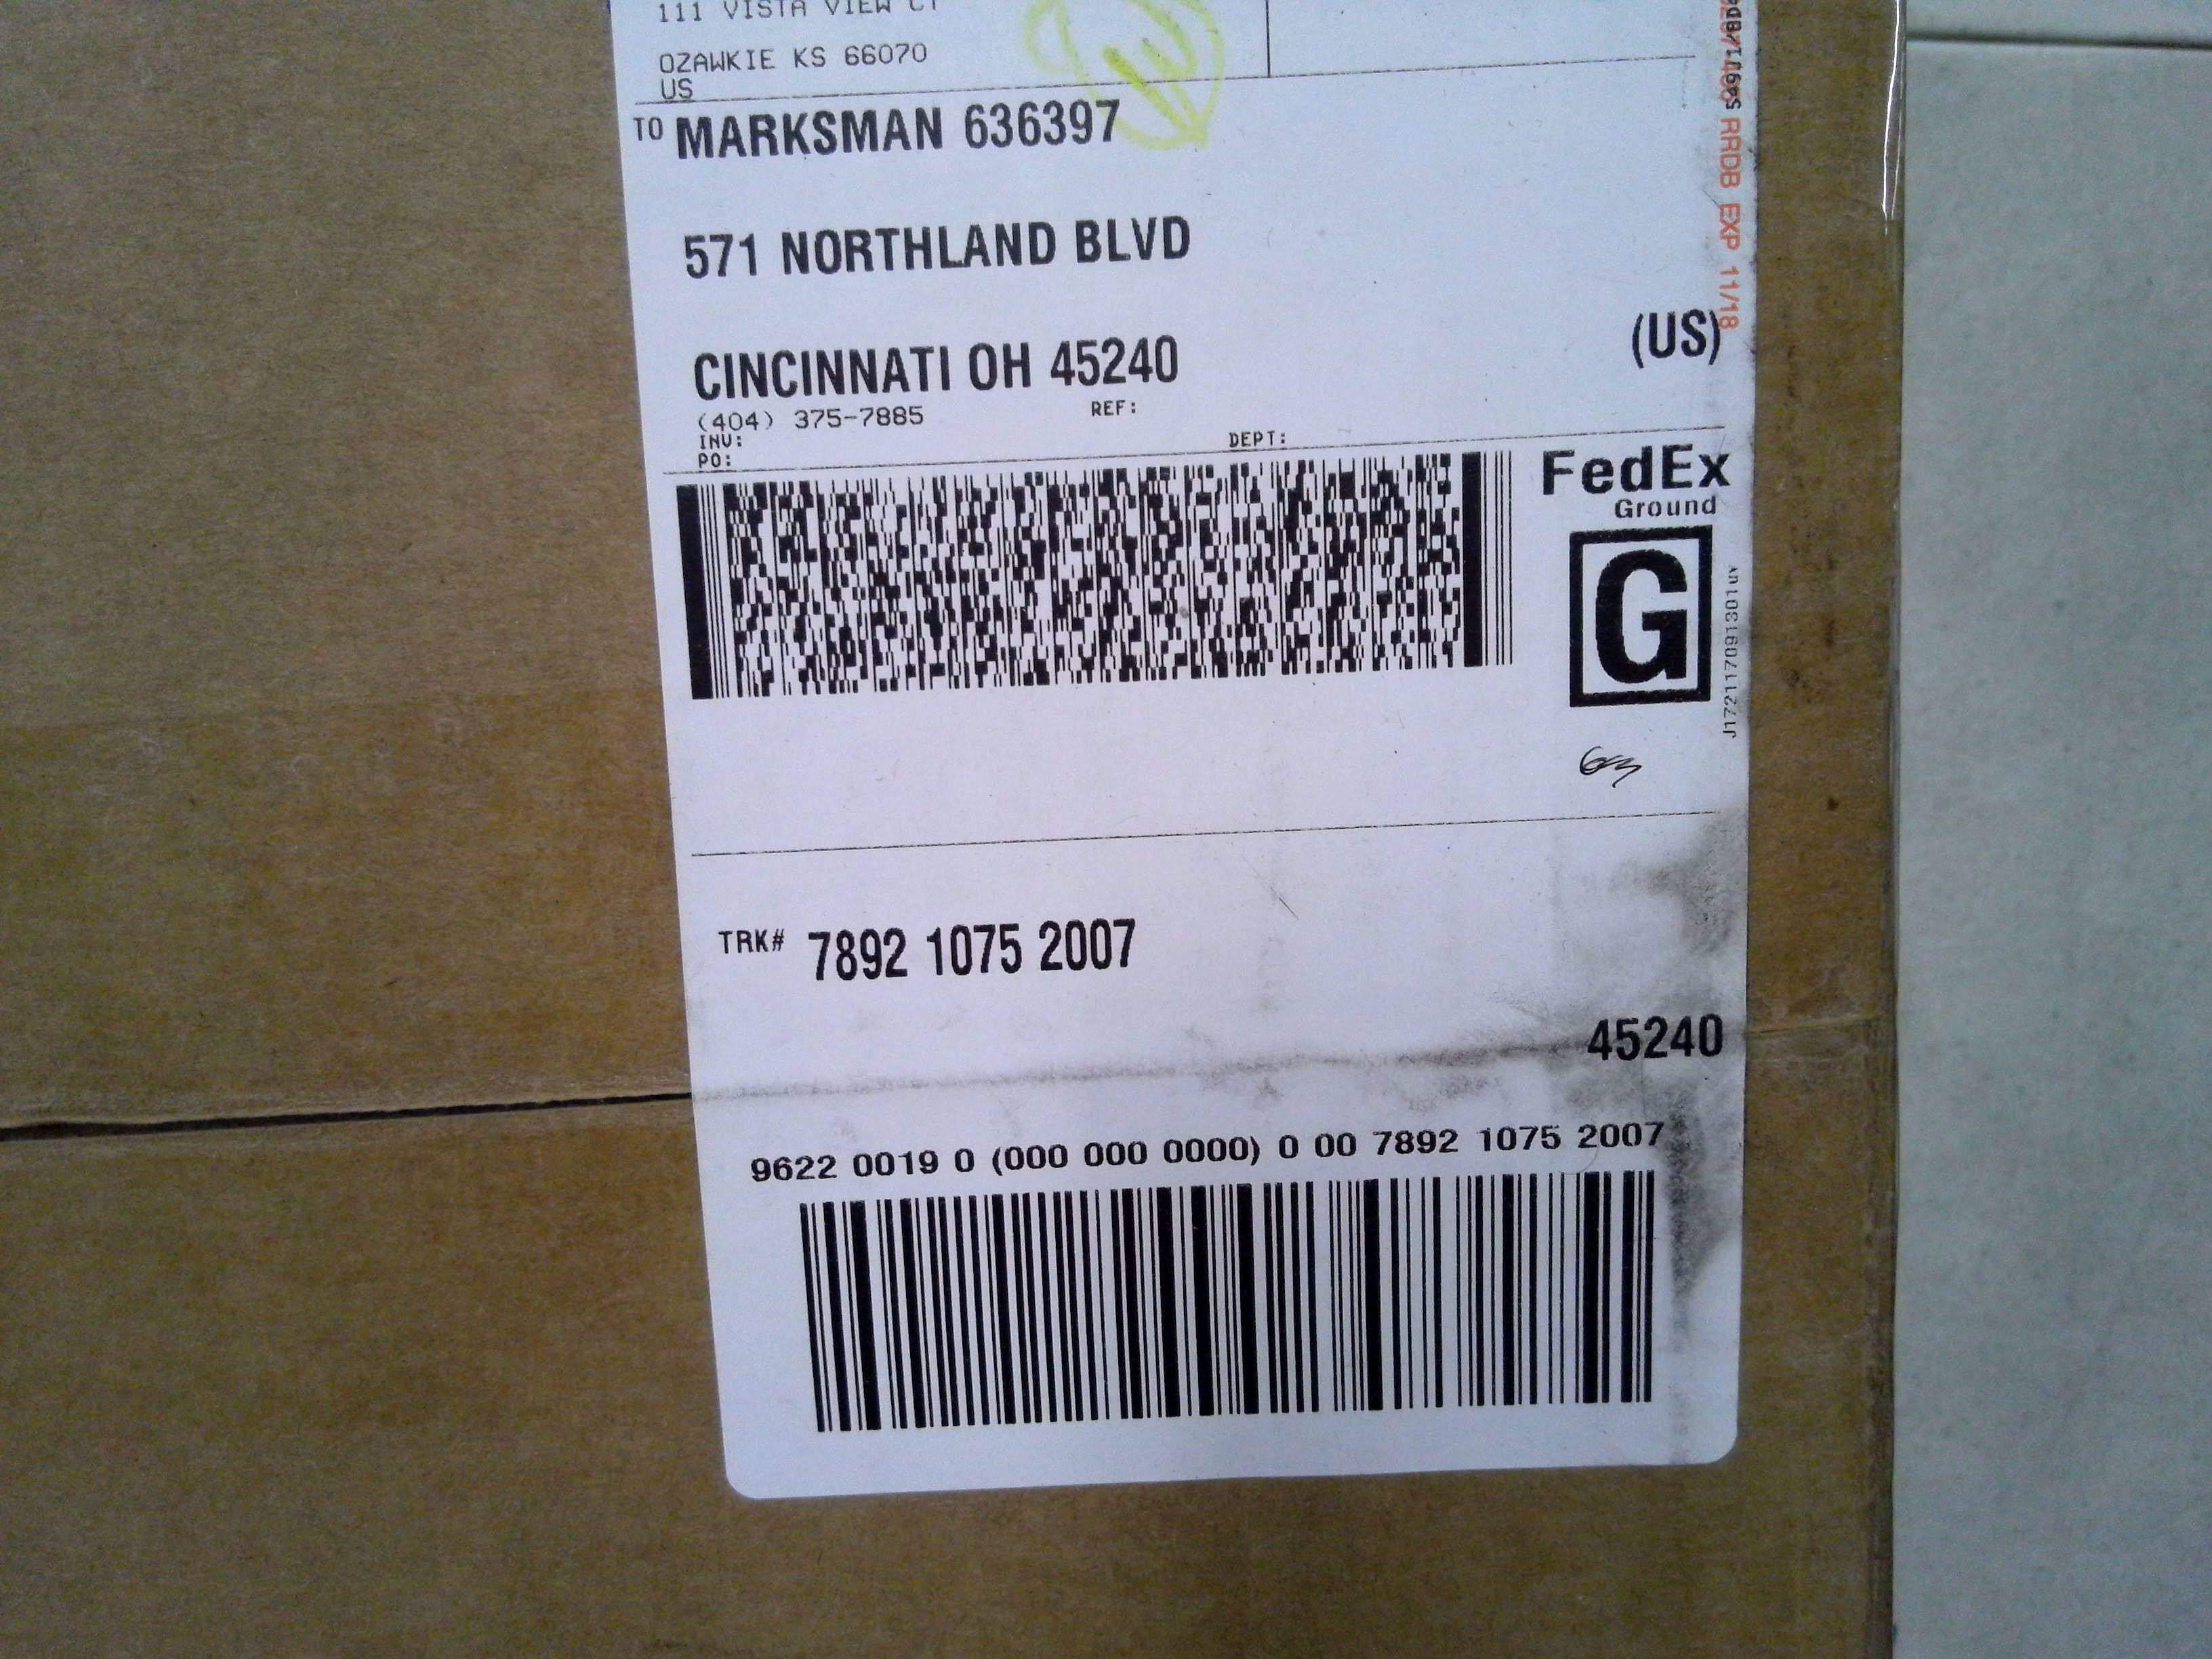 111 VISTA VIEW CT
OZAWKIE KS 66070
US
TO MARKSMAN 636397
571 NORTHLAND BLVD
CINCINNATI OH 45240
(US)
(404) 375-7885 REF:
INV:
PO: DEPT:
FedEx
Ground
G
J172117091301uv
RRDB EXP 11/18
TRK# 7892 1075 2007
45240
9622 0019 0 (000 000 0000) 0 00 7892 1075 2007